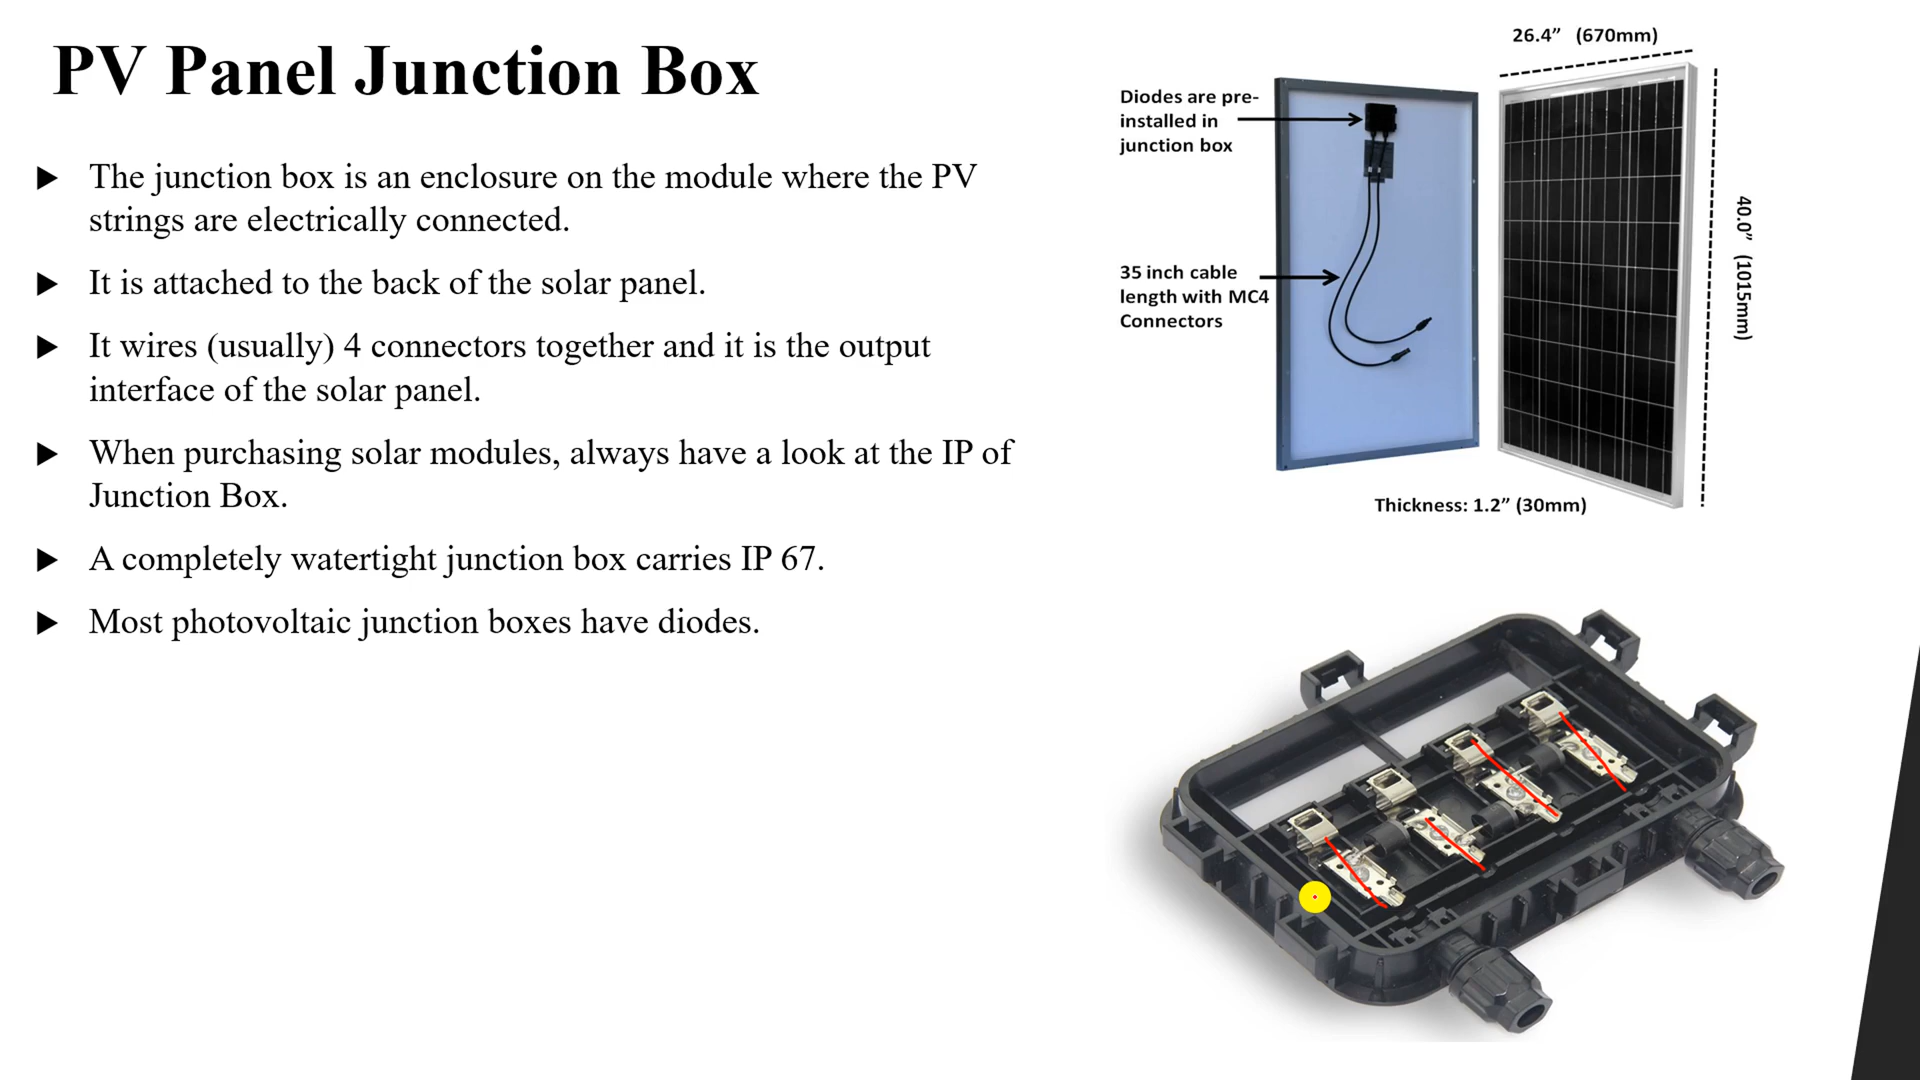 PV Panel Junction Box
The junction box is an enclosure on the module where the PV
strings are electrically connected.
It is attached to the back of the solar panel.
It wires (usually) 4 connectors together and it is the output
interface of the solar panel.
When purchasing solar modules, always have a look at the IP of
Junction Box.
A completely watertight junction box carries IP 67.
Most photovoltaic junction boxes have diodes.
26.4” (670mm)
Diodes are pre-
installed in
junction box
35 inch cable
length with MC4
Connectors
40.0” (1015mm)
Thickness: 1.2” (30mm)